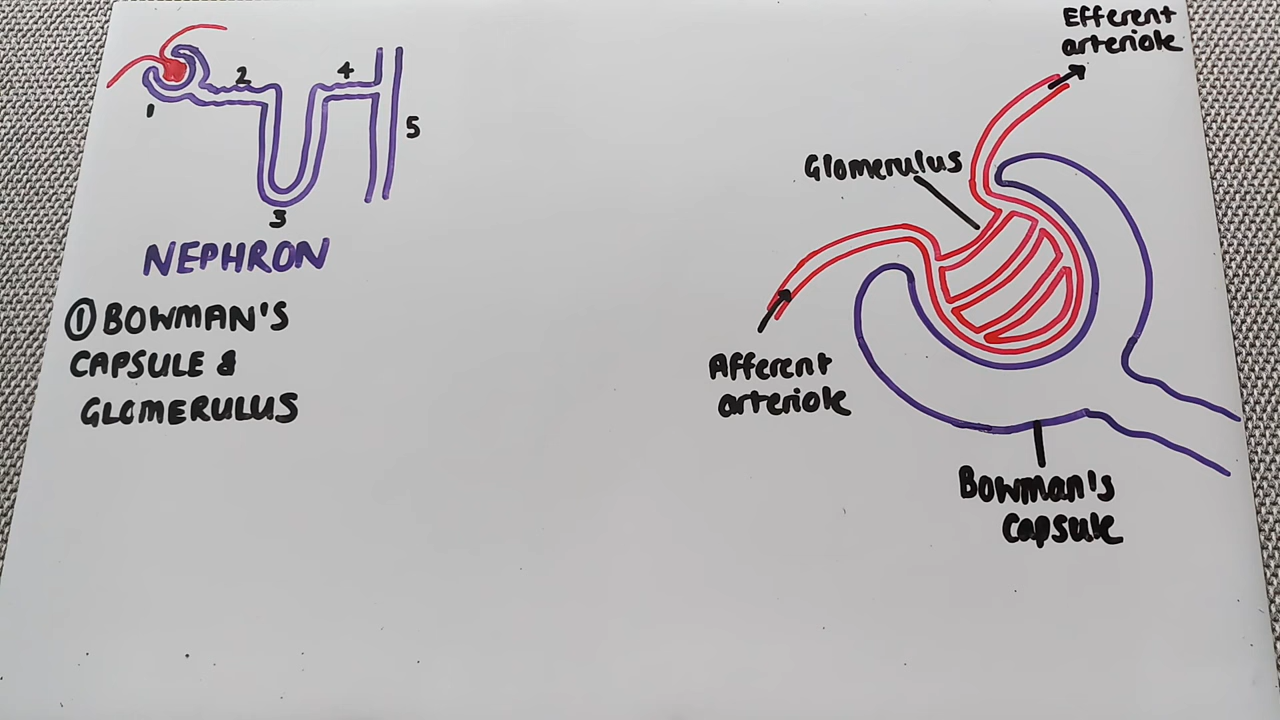 1
2
3
4
5
NEPHRON
① BOWMAN'S
CAPSULE &
GLOMERULUS
Efferent
arteriole
Glomerulus
Afferent
arteriole
Bowman's
capsule